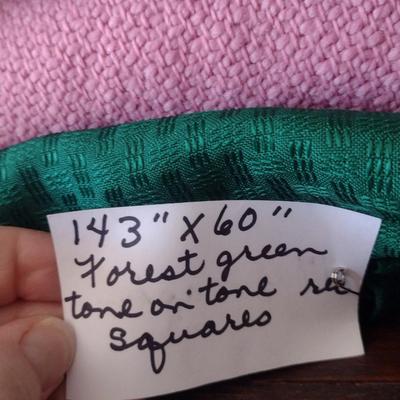 143" X 60"
Forest green
tone on tone
squares